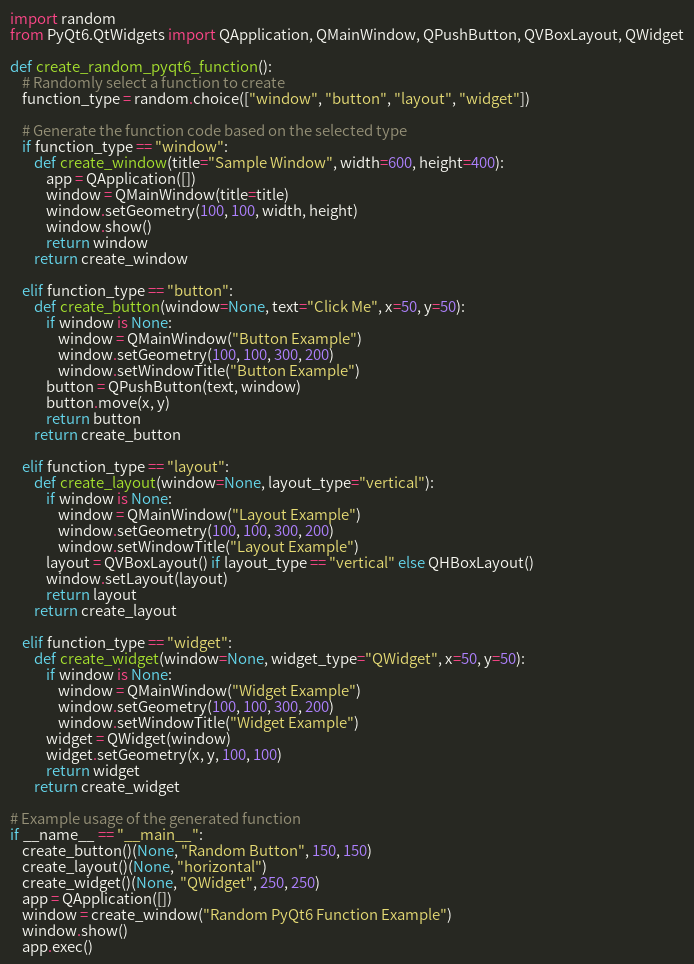 import random
from PyQt6.QtWidgets import QApplication, QMainWindow, QPushButton, QVBoxLayout, QWidget

def create_random_pyqt6_function():
    # Randomly select a function to create
    function_type = random.choice(["window", "button", "layout", "widget"])

    # Generate the function code based on the selected type
    if function_type == "window":
        def create_window(title="Sample Window", width=600, height=400):
            app = QApplication([])
            window = QMainWindow(title=title)
            window.setGeometry(100, 100, width, height)
            window.show()
            return window
        return create_window

    elif function_type == "button":
        def create_button(window=None, text="Click Me", x=50, y=50):
            if window is None:
                window = QMainWindow("Button Example")
                window.setGeometry(100, 100, 300, 200)
                window.setWindowTitle("Button Example")
            button = QPushButton(text, window)
            button.move(x, y)
            return button
        return create_button

    elif function_type == "layout":
        def create_layout(window=None, layout_type="vertical"):
            if window is None:
                window = QMainWindow("Layout Example")
                window.setGeometry(100, 100, 300, 200)
                window.setWindowTitle("Layout Example")
            layout = QVBoxLayout() if layout_type == "vertical" else QHBoxLayout()
            window.setLayout(layout)
            return layout
        return create_layout

    elif function_type == "widget":
        def create_widget(window=None, widget_type="QWidget", x=50, y=50):
            if window is None:
                window = QMainWindow("Widget Example")
                window.setGeometry(100, 100, 300, 200)
                window.setWindowTitle("Widget Example")
            widget = QWidget(window)
            widget.setGeometry(x, y, 100, 100)
            return widget
        return create_widget

# Example usage of the generated function
if __name__ == "__main__":
    create_button()(None, "Random Button", 150, 150)
    create_layout()(None, "horizontal")
    create_widget()(None, "QWidget", 250, 250)
    app = QApplication([])
    window = create_window("Random PyQt6 Function Example")
    window.show()
    app.exec()